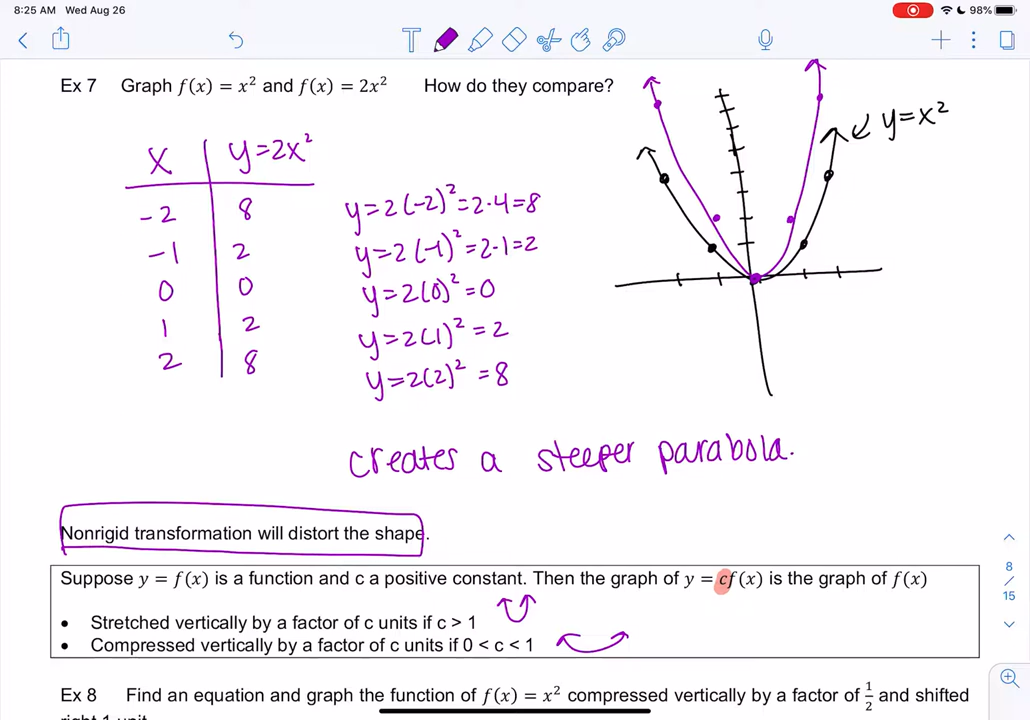 8:25 AM Wed Aug 26
98%
Ex 7 Graph f(x) = x² and f(x) = 2x² How do they compare?
y=x²
x y=2x²
-2 8 y=2(-2)²=2·4=8
-1 2 y=2(-1)²=2·1=2
0 0 y=2(0)²=0
1 2 y=2(1)²=2
2 8 y=2(2)²=8
creates a steeper parabola.
Nonrigid transformation will distort the shape.
Suppose y = f(x) is a function and c a positive constant. Then the graph of y = cf(x) is the graph of f(x)
• Stretched vertically by a factor of c units if c > 1
• Compressed vertically by a factor of c units if 0 < c < 1
8
/
15
Ex 8 Find an equation and graph the function of f(x) = x² compressed vertically by a factor of 1/2 and shifted
right 1 unit.